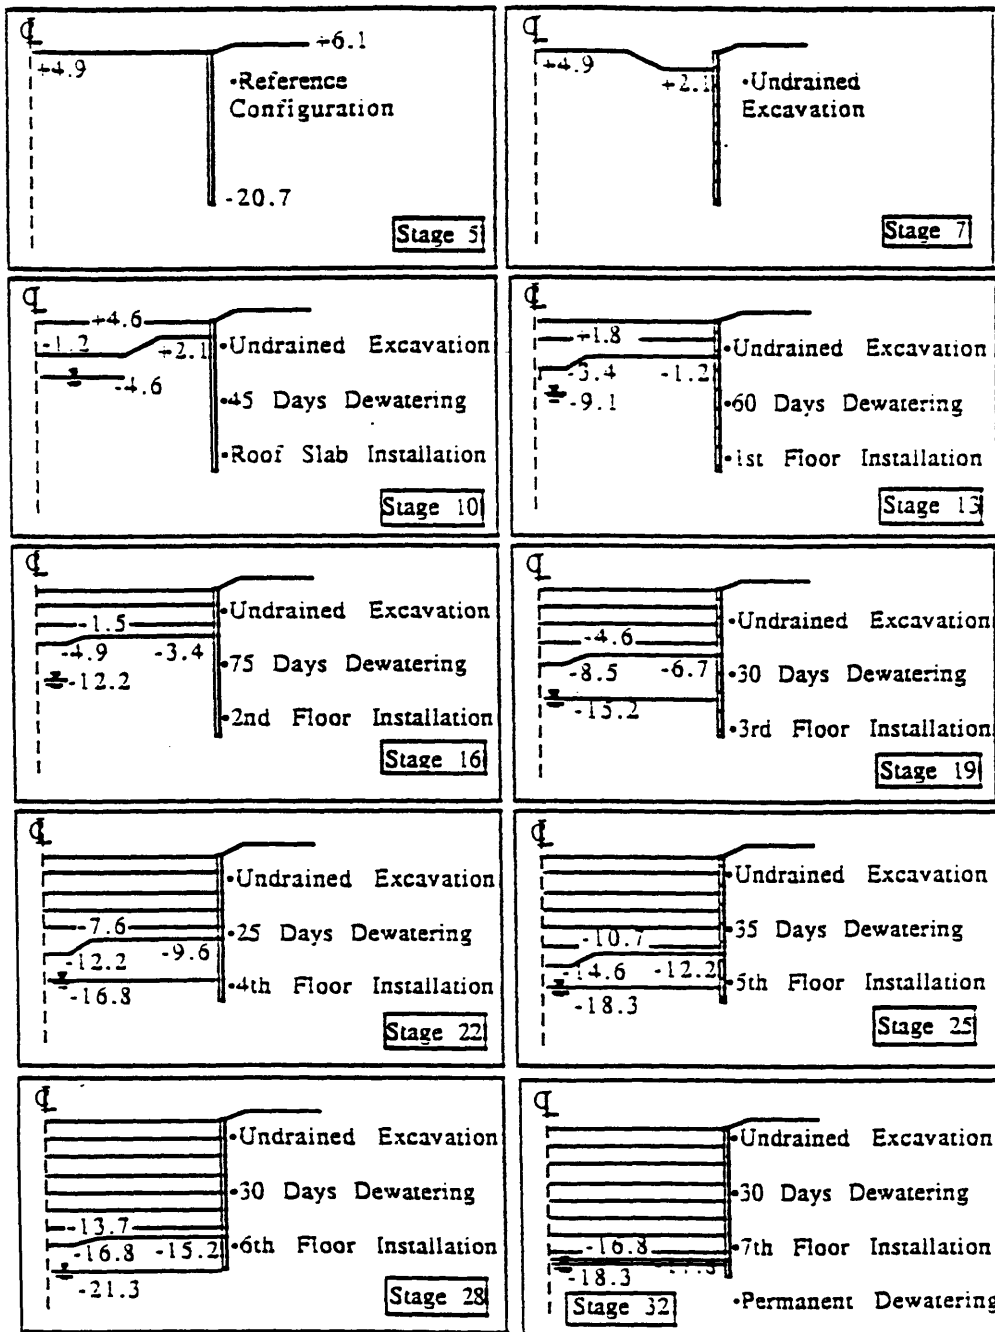 ℄
+6.1
+4.9
•Reference
Configuration
-20.7
Stage 5
℄
+4.9
+2.1
•Undrained
Excavation
Stage 7
℄
+4.6
-1.2
+2.1
•Undrained Excavation
-4.6
•45 Days Dewatering
•Roof Slab Installation
Stage 10
℄
+1.8
•Undrained Excavation
-3.4
-1.2
-9.1
•60 Days Dewatering
•1st Floor Installation
Stage 13
℄
•Undrained Excavation
-1.5
-4.9
-3.4
•75 Days Dewatering
-12.2
•2nd Floor Installation
Stage 16
℄
•Undrained Excavation
-4.6
-8.5
-6.7
•30 Days Dewatering
-15.2
•3rd Floor Installation
Stage 19
℄
•Undrained Excavation
-7.6
•25 Days Dewatering
-12.2
-9.6
-16.8
•4th Floor Installation
Stage 22
℄
•Undrained Excavation
-10.7
•35 Days Dewatering
-14.6
-12.2
•5th Floor Installation
-18.3
Stage 25
℄
•Undrained Excavation
•30 Days Dewatering
-13.7
-16.8
-15.2
•6th Floor Installation
-21.3
Stage 28
℄
•Undrained Excavation
•30 Days Dewatering
-16.8
•7th Floor Installation
-18.3
Stage 32
•Permanent Dewatering